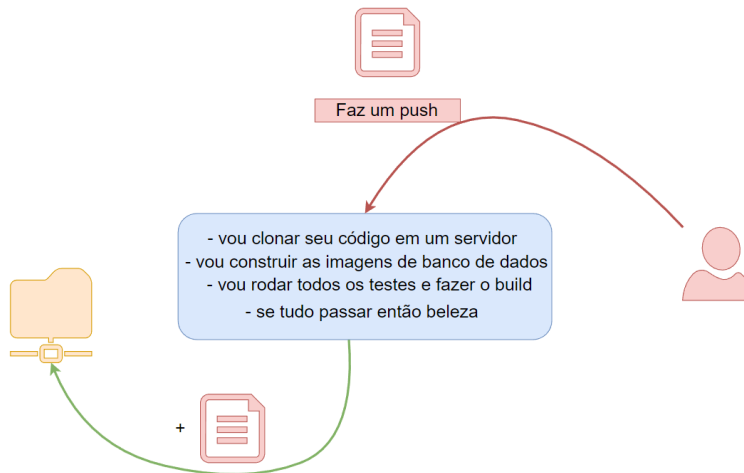 Faz um push
- vou clonar seu código em um servidor
- vou construir as imagens de banco de dados
- vou rodar todos os testes e fazer o build
- se tudo passar então beleza
+